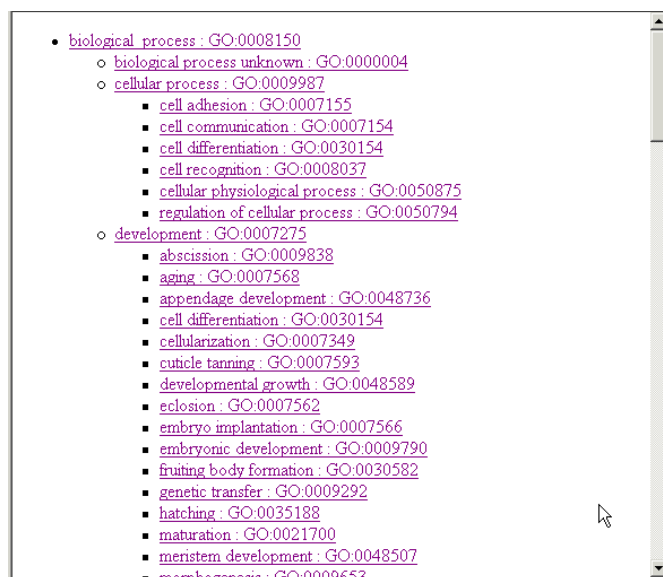 biological_process : GO:0008150
biological process unknown : GO:0000004
cellular process : GO:0009987
cell adhesion : GO:0007155
cell communication : GO:0007154
cell differentiation : GO:0030154
cell recognition : GO:0008037
cellular physiological process : GO:0050875
regulation of cellular process : GO:0050794
development : GO:0007275
abscission : GO:0009838
aging : GO:0007568
appendage development : GO:0048736
cell differentiation : GO:0030154
cellularization : GO:0007349
cuticle tanning : GO:0007593
developmental growth : GO:0048589
eclosion : GO:0007562
embryo implantation : GO:0007566
embryonic development : GO:0009790
fruiting body formation : GO:0030582
genetic transfer : GO:0009292
hatching : GO:0035188
maturation : GO:0021700
meristem development : GO:0048507
morphogenesis : GO:0009653